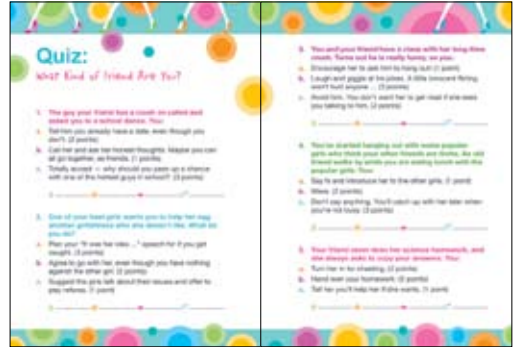 Quiz:
What Kind of Friend Are You?
1. The guy your friend has a crush on called and
asked you to a school dance. You:
a. Tell him you already have a date, even though you
don't. (2 points)
b. Call her and ask her honest thoughts. Maybe you can
all go together, as friends. (1 point)
c. Totally accept — why should you pass up a chance
with one of the hottest guys in school? (3 points)
2. One of your best girls wants you to help her egg
another girl's house who she doesn't like. What do
you do?
a. Plan your "It was her idea ..." speech for if you get
caught. (3 points)
b. Agree to go with her, even though you have nothing
against the other girl. (2 points)
c. Suggest the girls talk about their issues and offer to
play referee. (1 point)
3. You and your friend have a class with her long-time
crush. Turns out he is really funny, so you:
a. Encourage her to ask him to hang out! (1 point)
b. Laugh and giggle at his jokes. A little innocent flirting
won't hurt anyone ... (3 points)
c. Avoid him. You don't want her to get mad if she sees
you talking to him. (2 points)
4. You've started hanging out with some popular
girls who think your other friends are dorks. An old
friend walks by while you are eating lunch with the
popular girls. You:
a. Say hi and introduce her to the other girls. (1 point)
b. Wave. (2 points)
c. Don't say anything. You'll catch up with her later when
you're not busy. (3 points)
5. Your friend never does her science homework, and
she always asks to copy your answers. You:
a. Turn her in for cheating. (3 points)
b. Hand over your homework. (2 points)
c. Tell her you'll help her if she wants. (1 point)